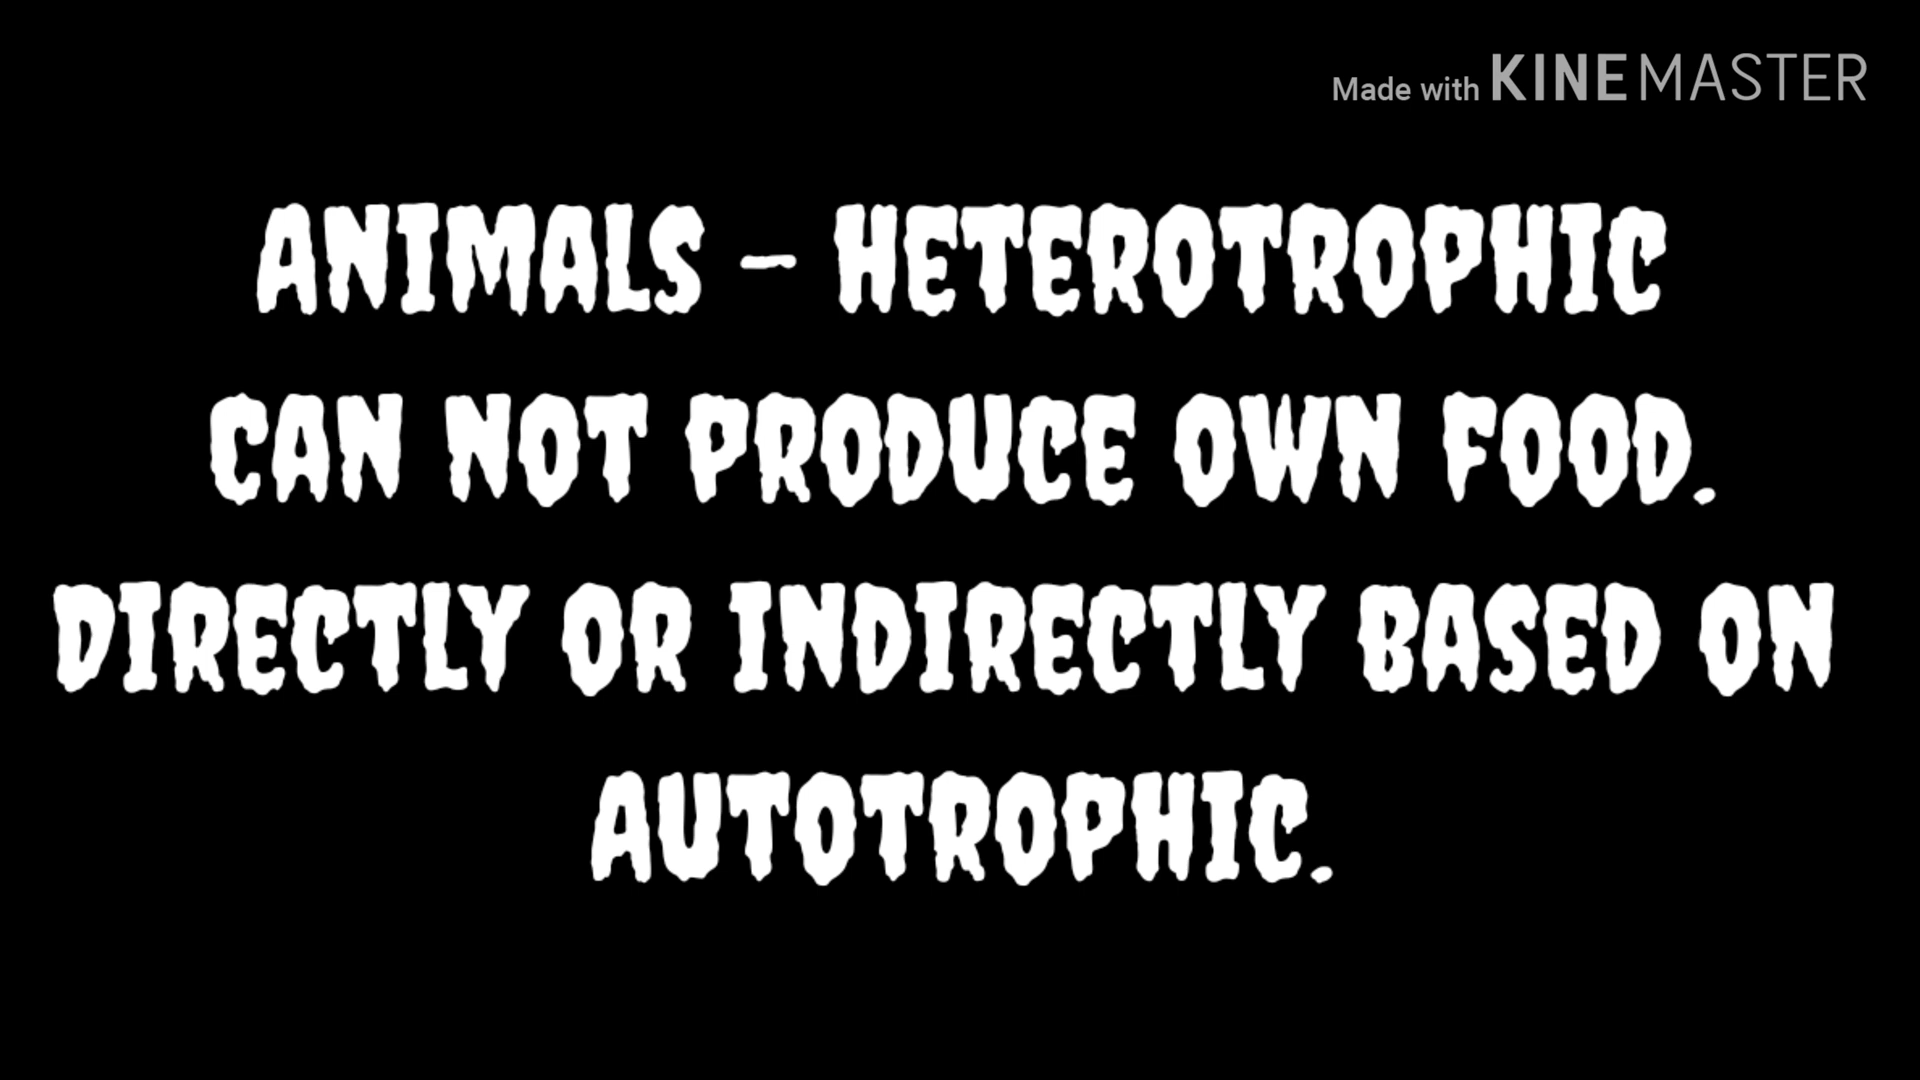 Made with KINEMASTER
ANIMALS - HETEROTROPHIC
CAN NOT PRODUCE OWN FOOD.
DIRECTLY OR INDIRECTLY BASED ON
AUTOTROPHIC.